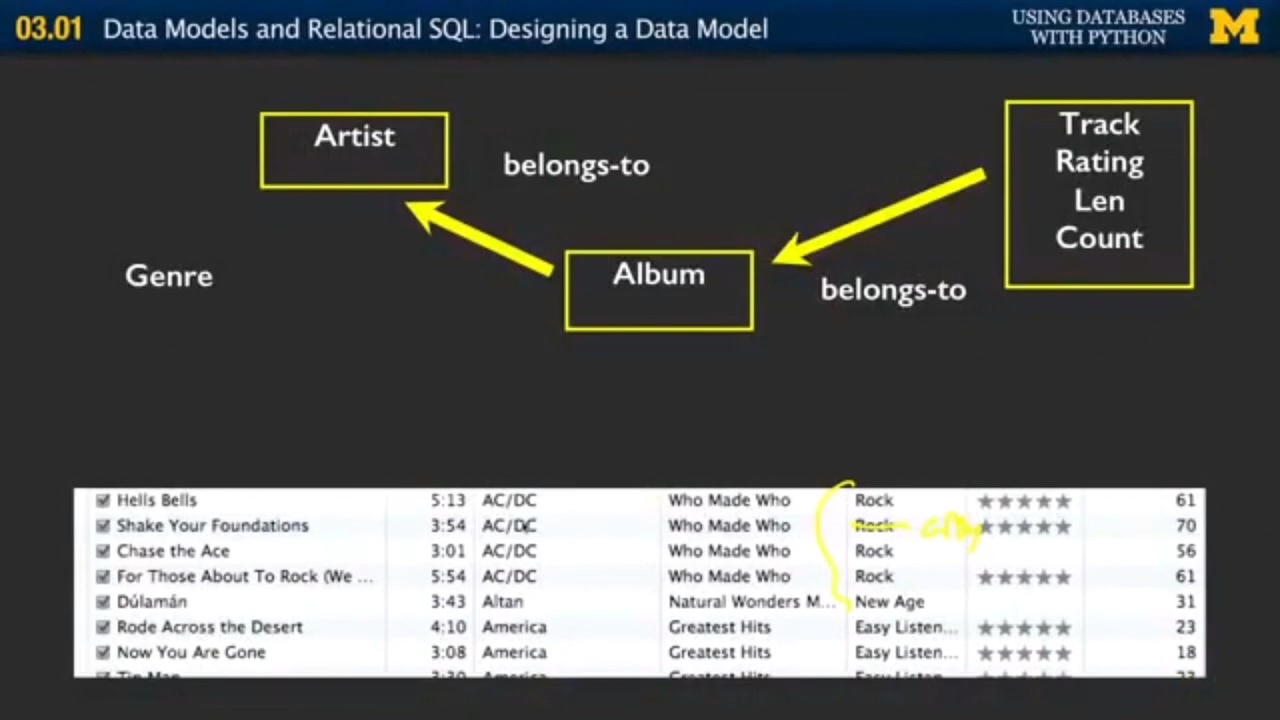 03.01 Data Models and Relational SQL: Designing a Data Model
USING DATABASES
WITH PYTHON
M
Artist
belongs-to
Track
Rating
Len
Count
Genre
Album
belongs-to
Hells Bells 5:13 AC/DC Who Made Who Rock ★★★★★ 61
Shake Your Foundations 3:54 AC/DC Who Made Who Rock ★★★★★ 70
Chase the Ace 3:01 AC/DC Who Made Who Rock 56
For Those About To Rock (We ... 5:54 AC/DC Who Made Who Rock ★★★★★ 61
Dúlamán 3:43 Altan Natural Wonders M... New Age 31
Rode Across the Desert 4:10 America Greatest Hits Easy Listen... ★★★★★ 23
Now You Are Gone 3:08 America Greatest Hits Easy Listen... ★★★★★ 18